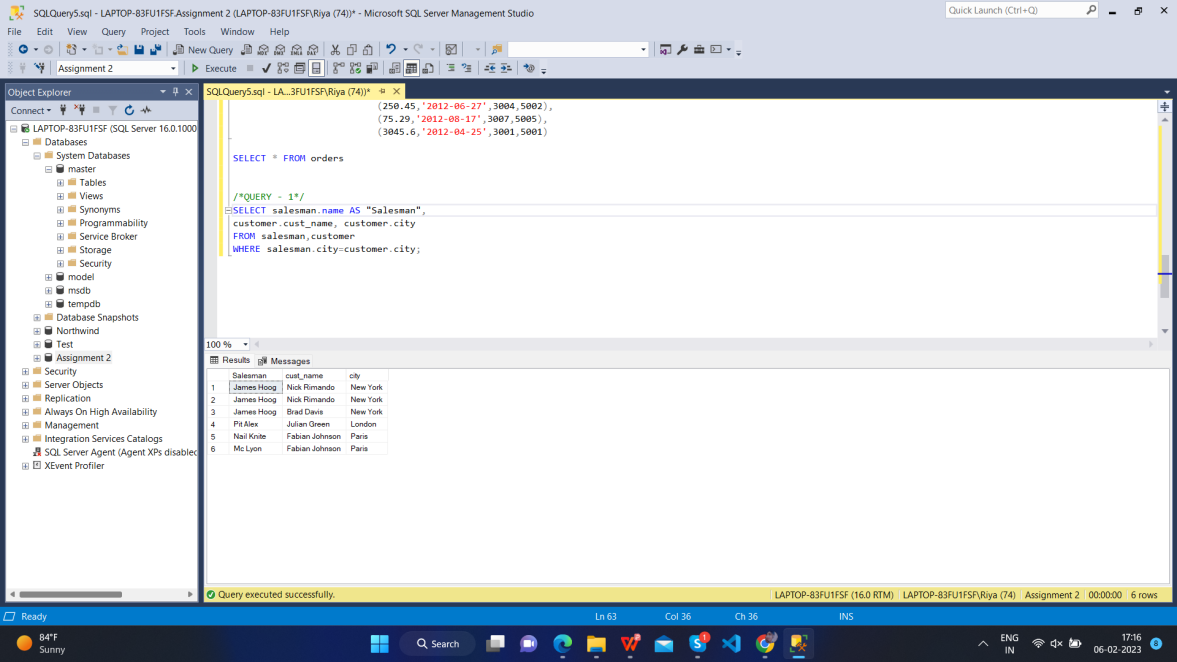 SQLQuery5.sql - LAPTOP-83FU1FSF.Assignment 2 (LAPTOP-83FU1FSF\Riya (74))* - Microsoft SQL Server Management Studio
Quick Launch (Ctrl+Q)
File Edit View Query Project Tools Window Help
New Query
Assignment 2
Execute
Object Explorer
SQLQuery5.sql - LA...3FU1FSF\Riya (74))*
Connect
LAPTOP-83FU1FSF (SQL Server 16.0.1000
Databases
System Databases
master
Tables
Views
Synonyms
Programmability
Service Broker
Storage
Security
model
msdb
tempdb
Database Snapshots
Northwind
Test
Assignment 2
Security
Server Objects
Replication
Always On High Availability
Management
Integration Services Catalogs
SQL Server Agent (Agent XPs disabled
XEvent Profiler
(250.45,'2012-06-27',3004,5002),
(75.29,'2012-08-17',3007,5005),
(3045.6,'2012-04-25',3001,5001)
SELECT * FROM orders
/*QUERY - 1*/
SELECT salesman.name AS "Salesman",
customer.cust_name, customer.city
FROM salesman,customer
WHERE salesman.city=customer.city;
100 %
Results Messages
Salesman cust_name city
1 James Hoog Nick Rimando New York
2 James Hoog Nick Rimando New York
3 James Hoog Brad Davis New York
4 Pit Alex Julian Green London
5 Nail Knite Fabian Johnson Paris
6 Mc Lyon Fabian Johnson Paris
Query executed successfully.
LAPTOP-83FU1FSF (16.0 RTM) LAPTOP-83FU1FSF\Riya (74) Assignment 2 00:00:00 6 rows
Ready Ln 63 Col 36 Ch 36 INS
84°F
Sunny
Search
1
ENG
IN
17:16
06-02-2023
8